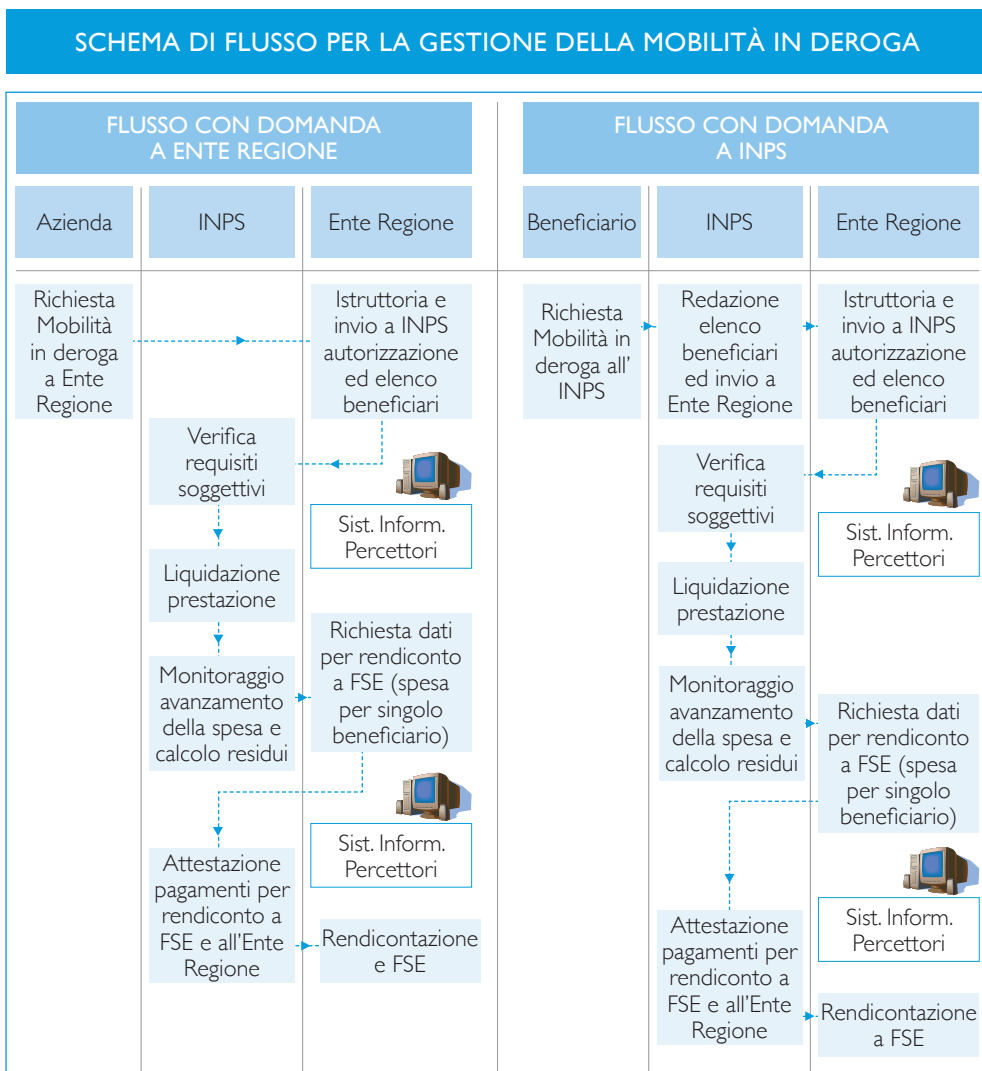 SCHEMA DI FLUSSO PER LA GESTIONE DELLA MOBILITÀ IN DEROGA
FLUSSO CON DOMANDA
A ENTE REGIONE
Azienda
INPS
Ente Regione
Richiesta
Mobilità
in deroga
a Ente
Regione
Istruttoria e
invio a INPS
autorizzazione
ed elenco
beneficiari
Verifica
requisiti
soggettivi
Sist. Inform.
Percettori
Liquidazione
prestazione
Monitoraggio
avanzamento
della spesa e
calcolo residui
Richiesta dati
per rendiconto
a FSE (spesa
per singolo
beneficiario)
Sist. Inform.
Percettori
Attestazione
pagamenti per
rendiconto a
FSE e all'Ente
Regione
Rendicontazione
e FSE
FLUSSO CON DOMANDA
A INPS
Beneficiario
INPS
Ente Regione
Richiesta
Mobilità in
deroga all'
INPS
Redazione
elenco
beneficiari
ed invio a
Ente Regione
Istruttoria e
invio a INPS
autorizzazione
ed elenco
beneficiari
Verifica
requisiti
soggettivi
Sist. Inform.
Percettori
Liquidazione
prestazione
Monitoraggio
avanzamento
della spesa e
calcolo residui
Richiesta dati
per rendiconto
a FSE (spesa
per singolo
beneficiario)
Sist. Inform.
Percettori
Attestazione
pagamenti per
rendiconto a
FSE e all'Ente
Regione
Rendicontazione
a FSE